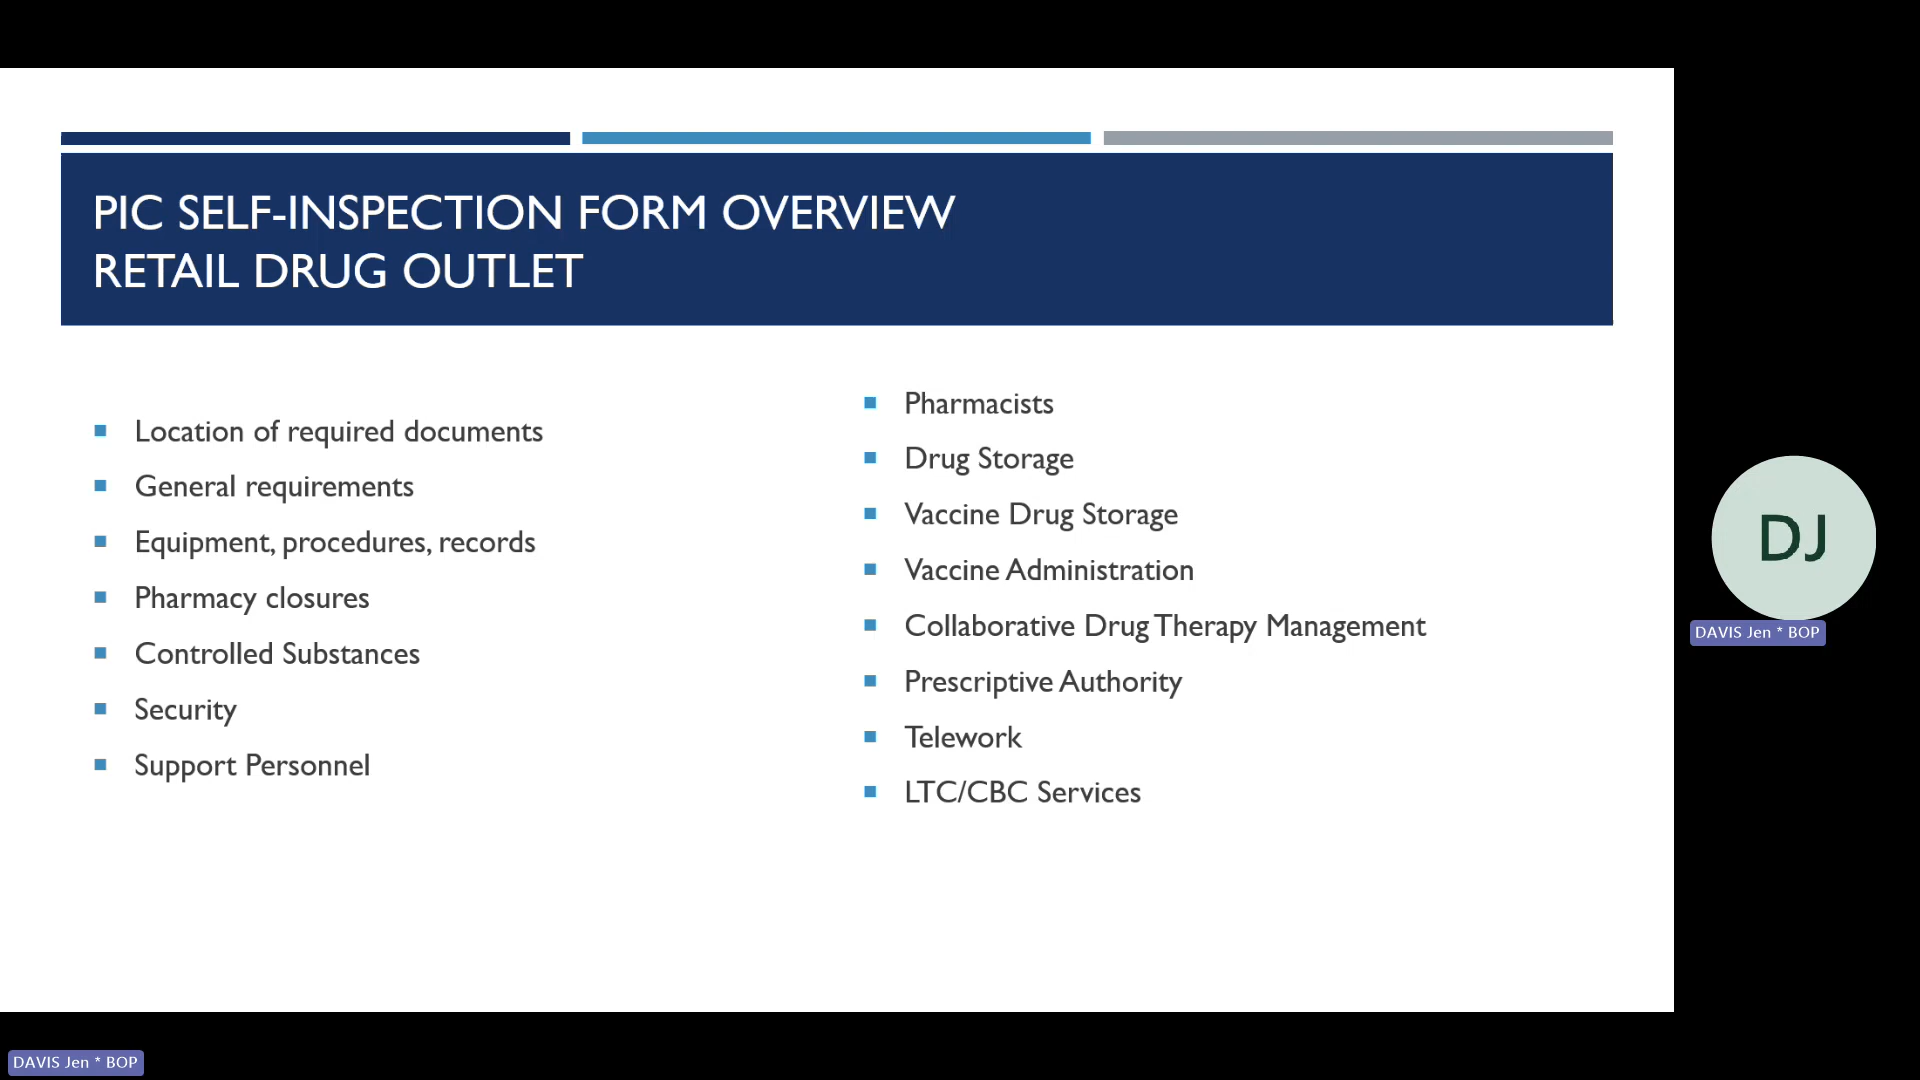 PIC SELF-INSPECTION FORM OVERVIEW
RETAIL DRUG OUTLET
Location of required documents
General requirements
Equipment, procedures, records
Pharmacy closures
Controlled Substances
Security
Support Personnel
Pharmacists
Drug Storage
Vaccine Drug Storage
Vaccine Administration
Collaborative Drug Therapy Management
Prescriptive Authority
Telework
LTC/CBC Services
DJ
DAVIS Jen * BOP
DAVIS Jen * BOP